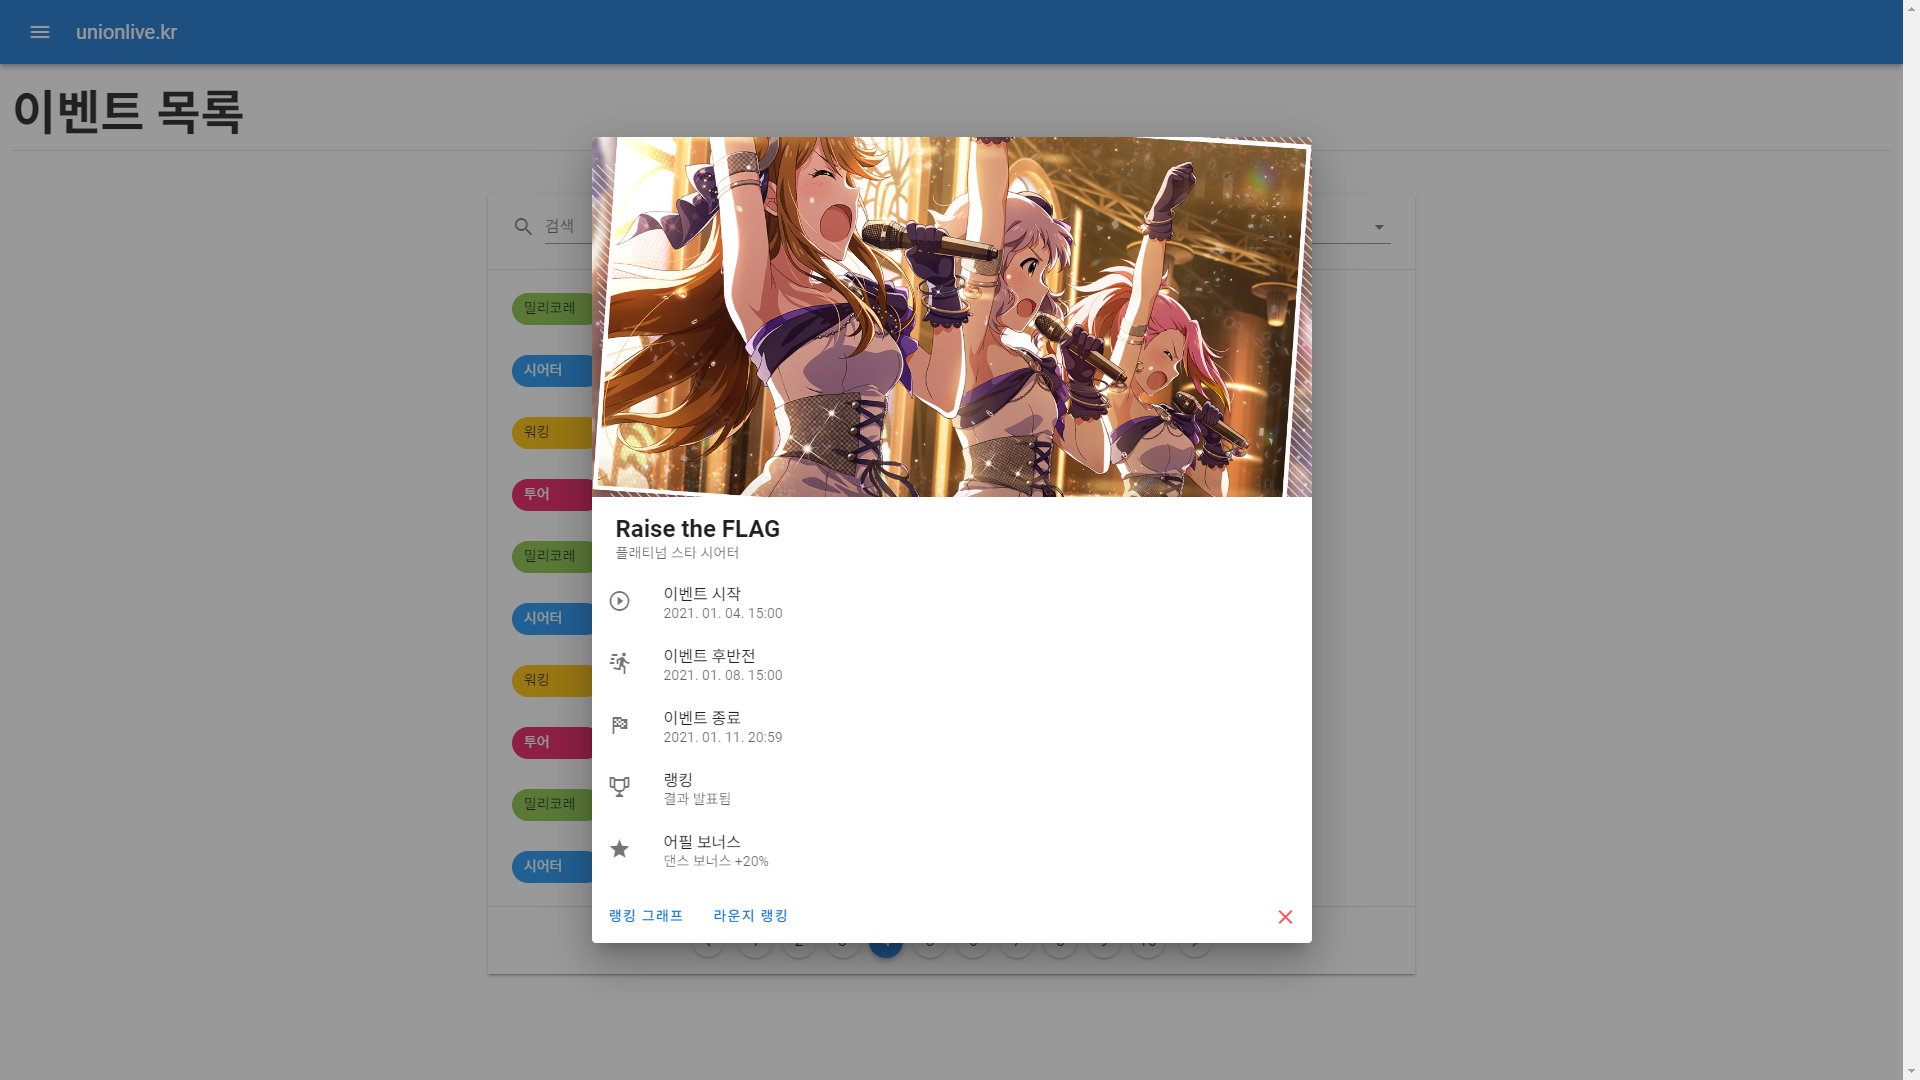 unionlive.kr
이벤트 목록
검색
밀리코레
시어터
워킹
투어
밀리코레
시어터
워킹
투어
밀리코레
시어터
Raise the FLAG
플래티넘 스타 시어터
이벤트 시작
2021. 01. 04. 15:00
이벤트 후반전
2021. 01. 08. 15:00
이벤트 종료
2021. 01. 11. 20:59
랭킹
결과 발표됨
어필 보너스
댄스 보너스 +20%
랭킹 그래프 라운지 랭킹